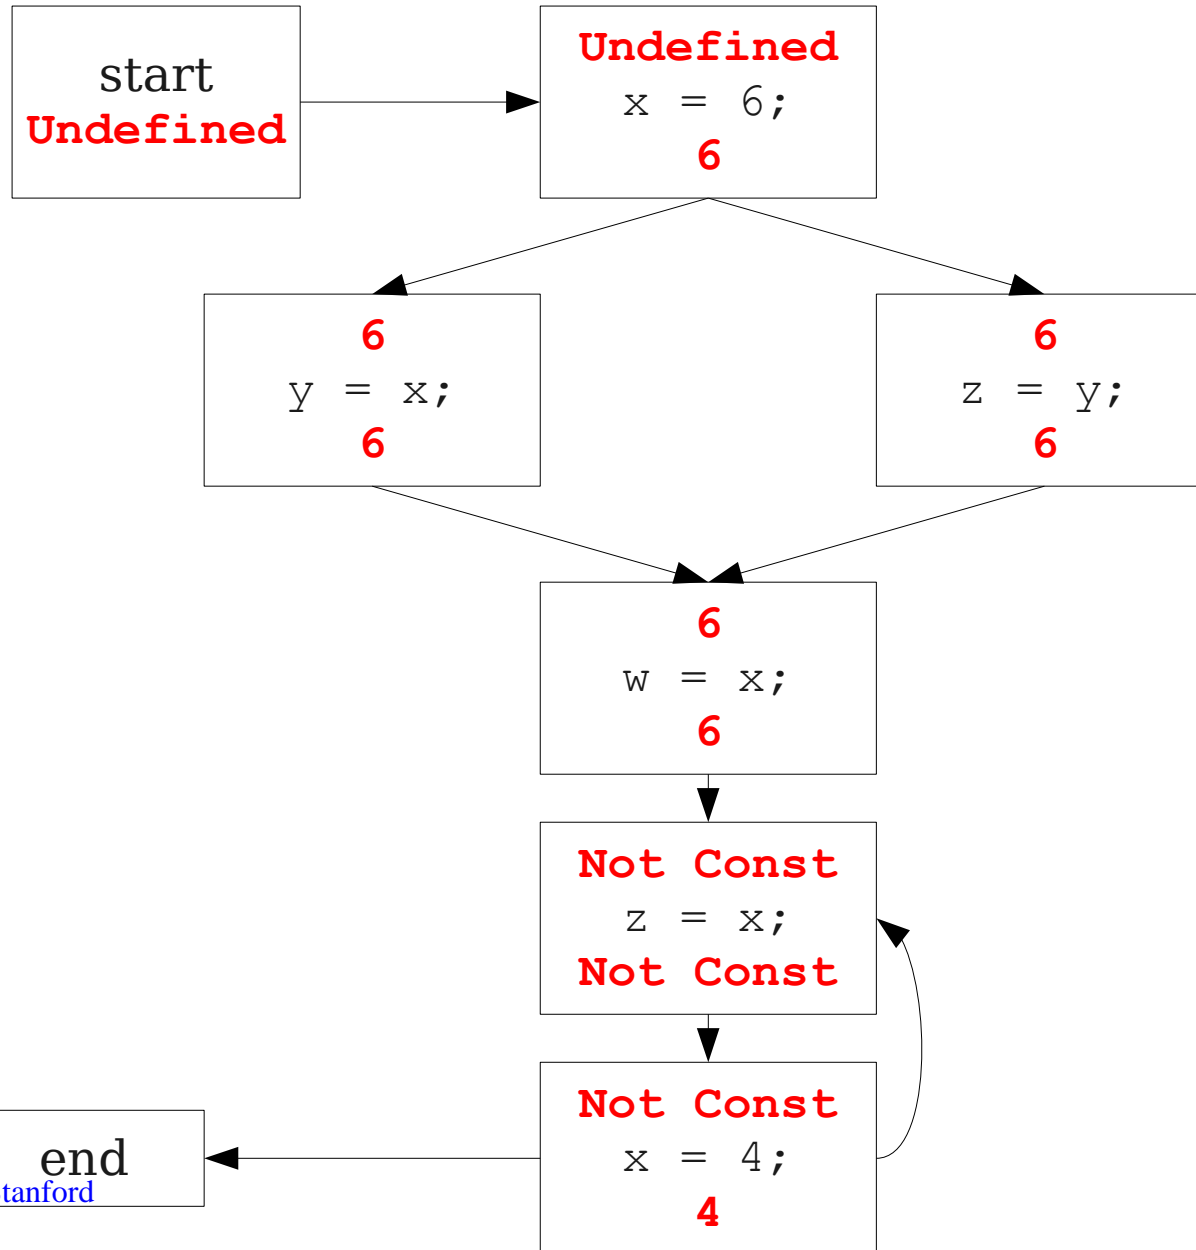 start
Undefined
Undefined
x = 6;
6
6
y = x;
6
6
z = y;
6
6
w = x;
6
Not Const
z = x;
Not Const
Not Const
x = 4;
4
end